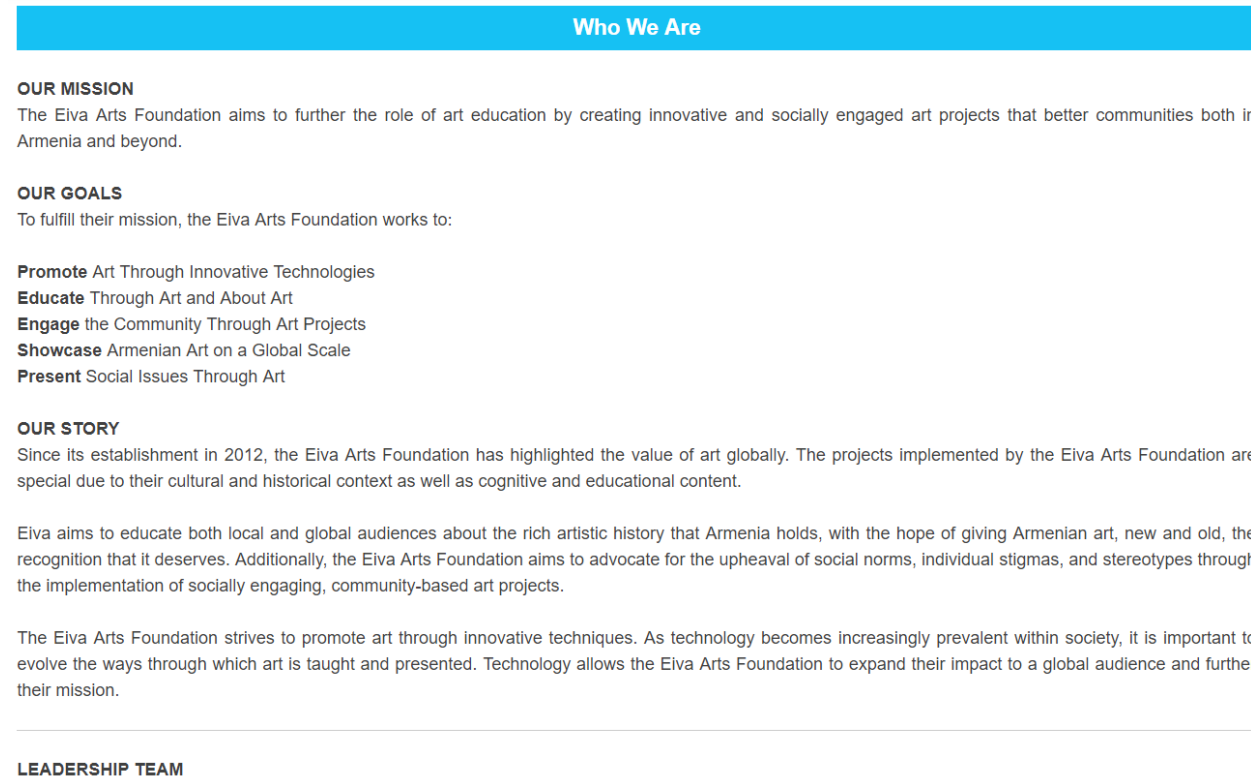 Who We Are
OUR MISSION
The Eiva Arts Foundation aims to further the role of art education by creating innovative and socially engaged art projects that better communities both in
Armenia and beyond.
OUR GOALS
To fulfill their mission, the Eiva Arts Foundation works to:
Promote Art Through Innovative Technologies
Educate Through Art and About Art
Engage the Community Through Art Projects
Showcase Armenian Art on a Global Scale
Present Social Issues Through Art
OUR STORY
Since its establishment in 2012, the Eiva Arts Foundation has highlighted the value of art globally. The projects implemented by the Eiva Arts Foundation are
special due to their cultural and historical context as well as cognitive and educational content.
Eiva aims to educate both local and global audiences about the rich artistic history that Armenia holds, with the hope of giving Armenian art, new and old, the
recognition that it deserves. Additionally, the Eiva Arts Foundation aims to advocate for the upheaval of social norms, individual stigmas, and stereotypes through
the implementation of socially engaging, community-based art projects.
The Eiva Arts Foundation strives to promote art through innovative techniques. As technology becomes increasingly prevalent within society, it is important to
evolve the ways through which art is taught and presented. Technology allows the Eiva Arts Foundation to expand their impact to a global audience and furthe
their mission.
LEADERSHIP TEAM